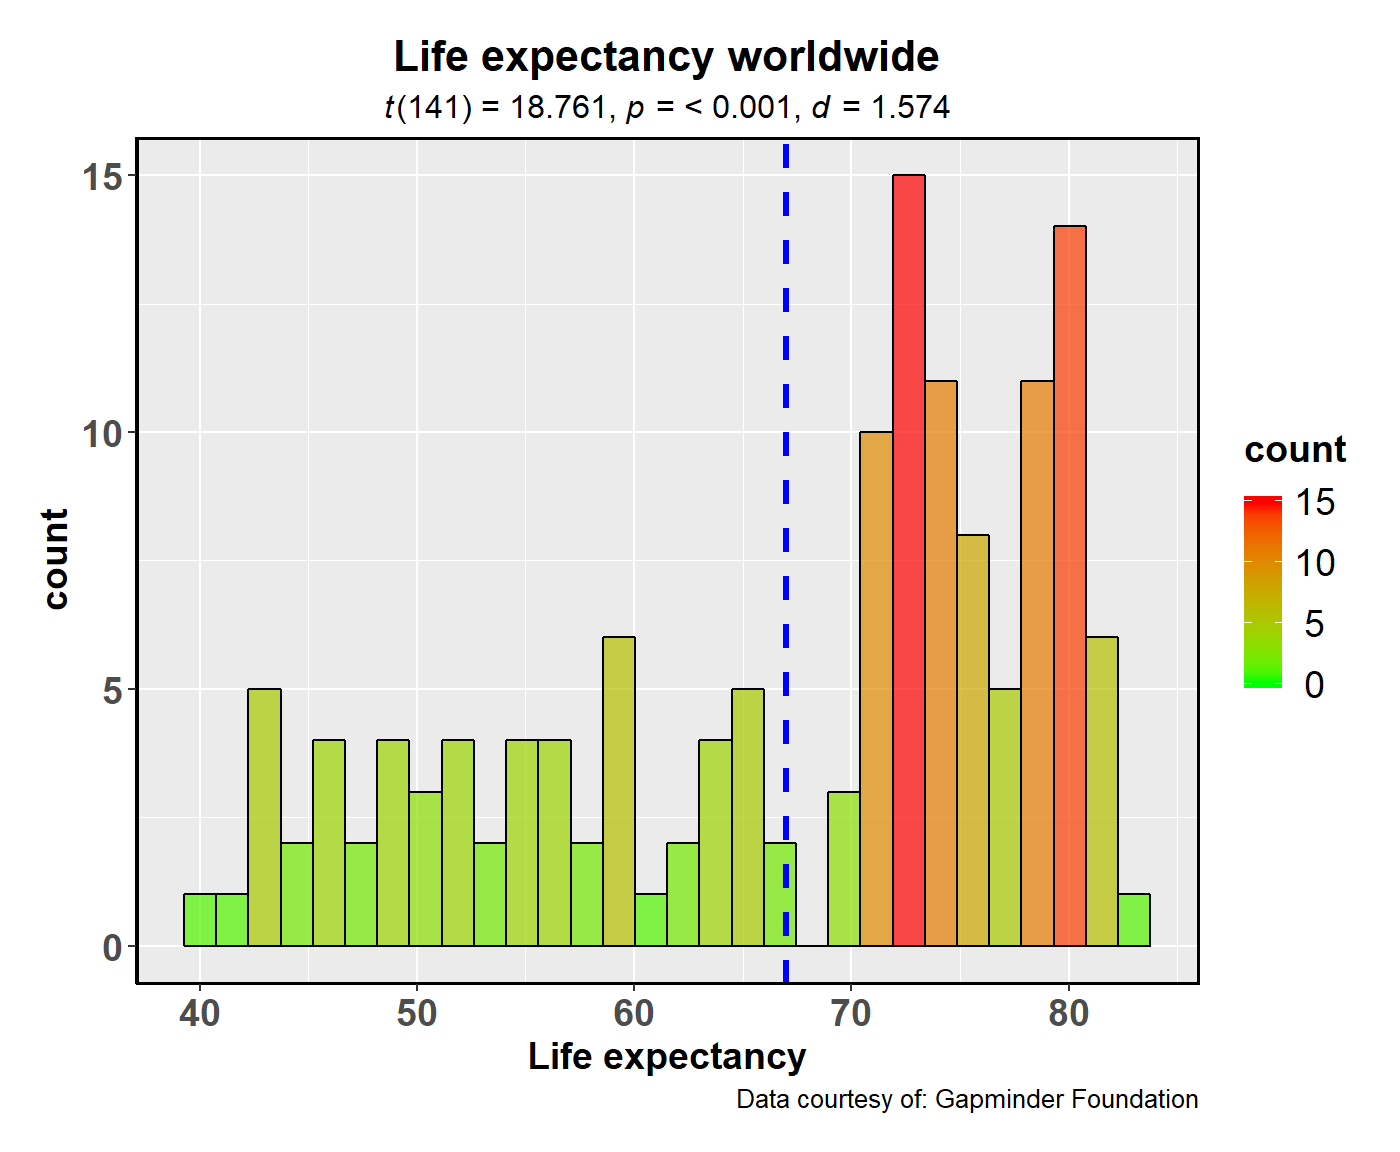 Life expectancy worldwide
t(141) = 18.761, p = < 0.001, d = 1.574
15
10
5
0
count
40 50 60 70 80
Life expectancy
Data courtesy of: Gapminder Foundation
count
15
10
5
0